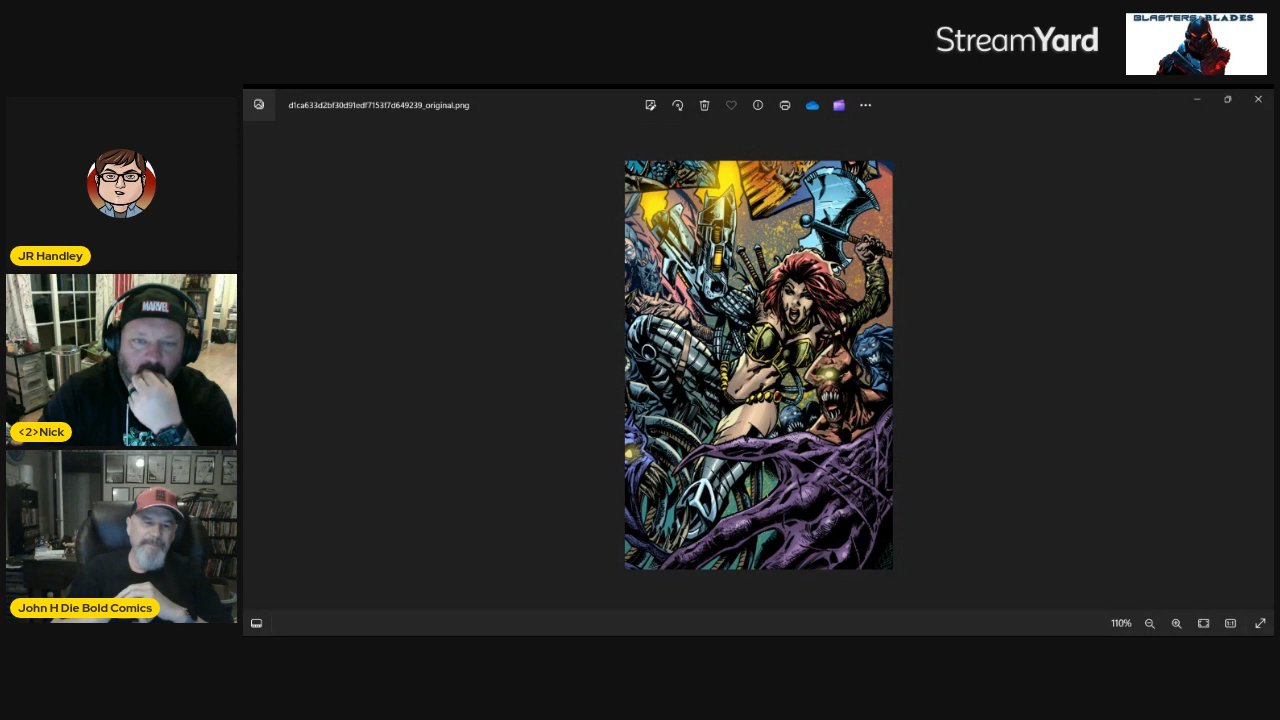 StreamYard
BLASTERS & BLADES
d1ca633d2bf30d91edf7153f7d649239_original.png
JR Handley
MARVEL
<2>Nick
John H Die Bold Comics
110%